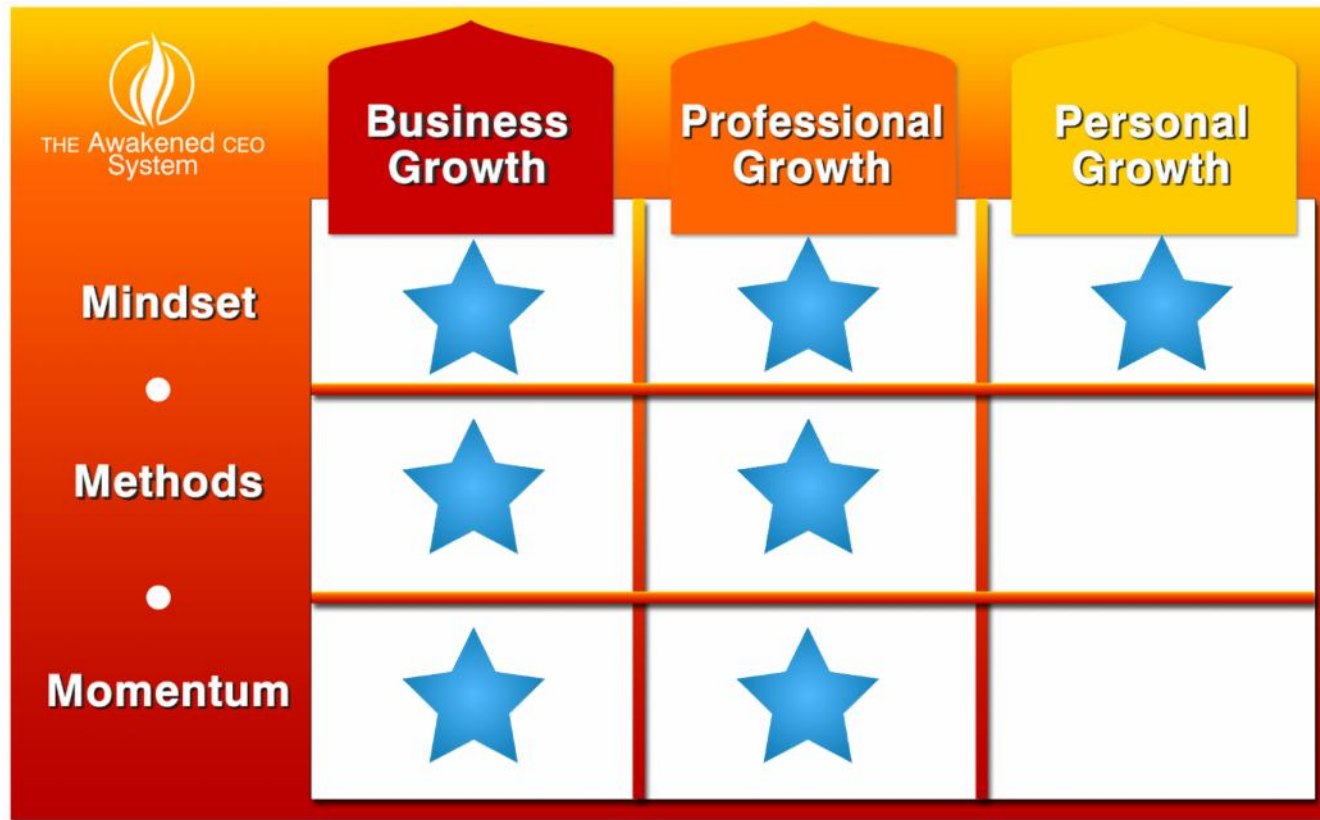 THE Awakened CEO
System
Business
Growth
Professional
Growth
Personal
Growth
Mindset
Methods
Momentum